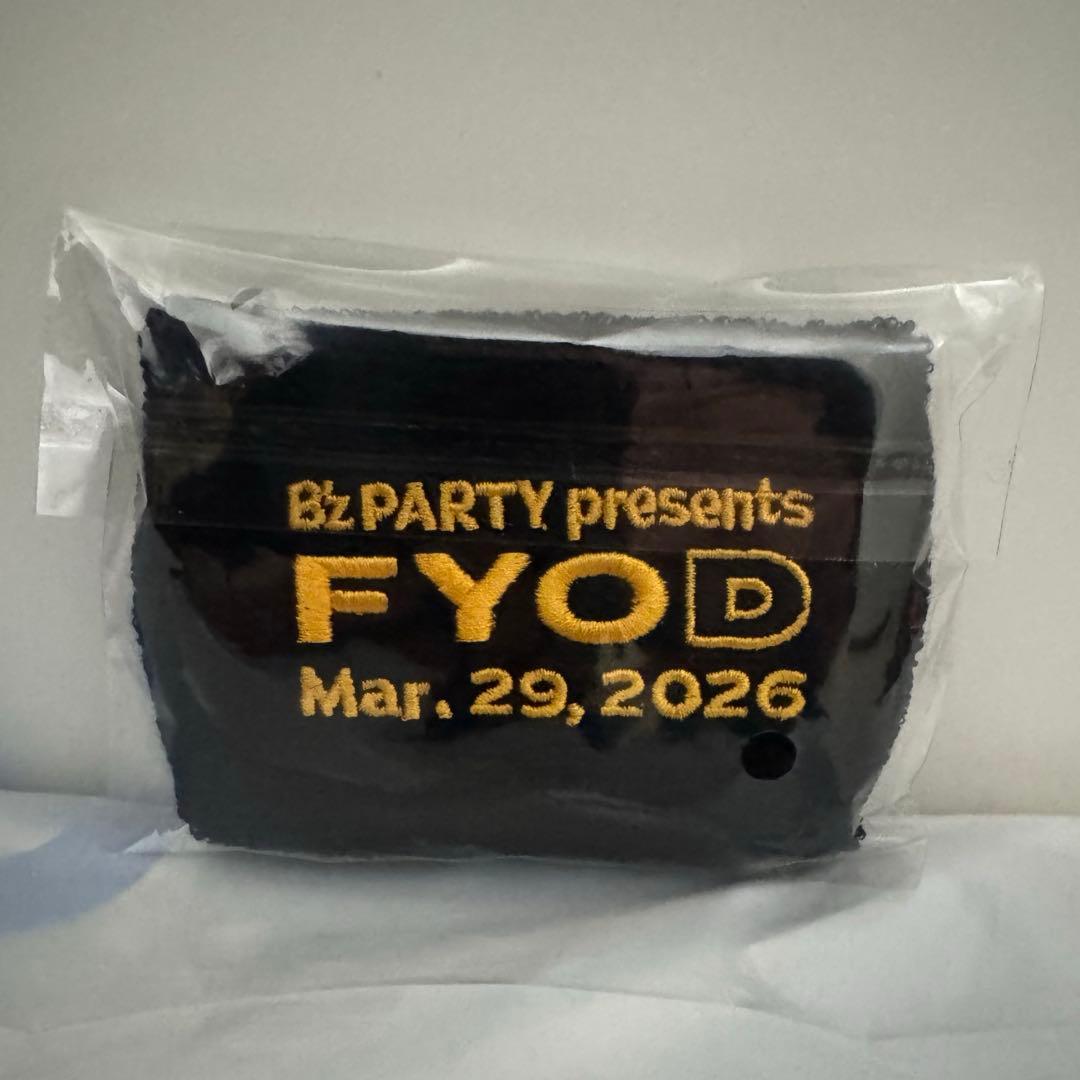 B'z PARTY presents
FYOD
Mar. 29, 2026